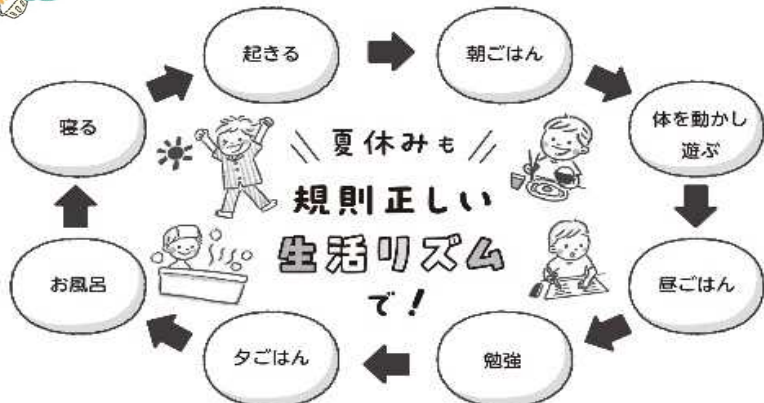 起きる
朝ごはん
体を動かし
遊ぶ
昼ごはん
勉強
夕ごはん
お風呂
寝る
夏休みも
規則正しい
生活リズム
で！